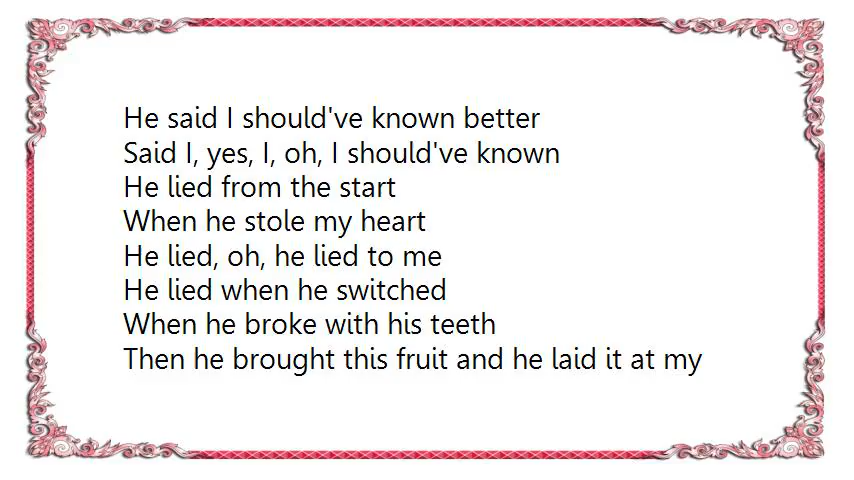 He said I should've known better
Said I, yes, I, oh, I should've known
He lied from the start
When he stole my heart
He lied, oh, he lied to me
He lied when he switched
When he broke with his teeth
Then he brought this fruit and he laid it at my